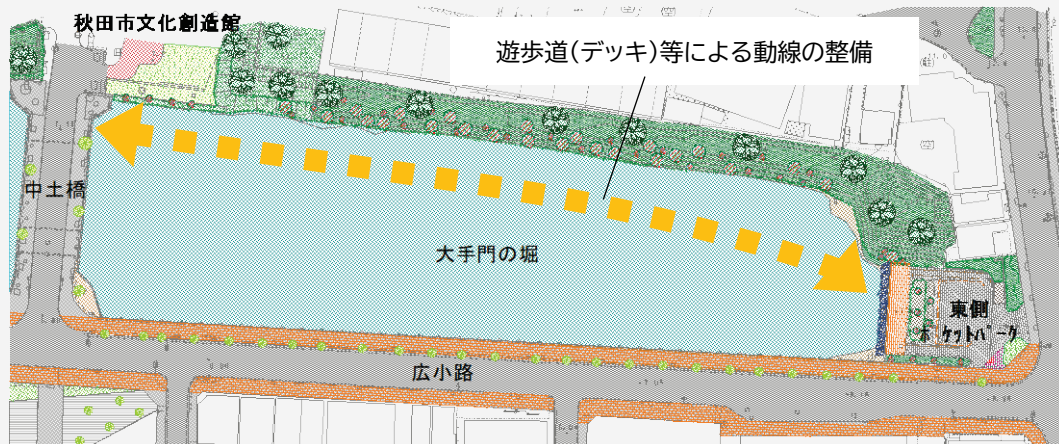 秋田市文化創造館
遊歩道(デッキ)等による動線の整備
中土橋
大手門の堀
東側
ポケットパーク
広小路